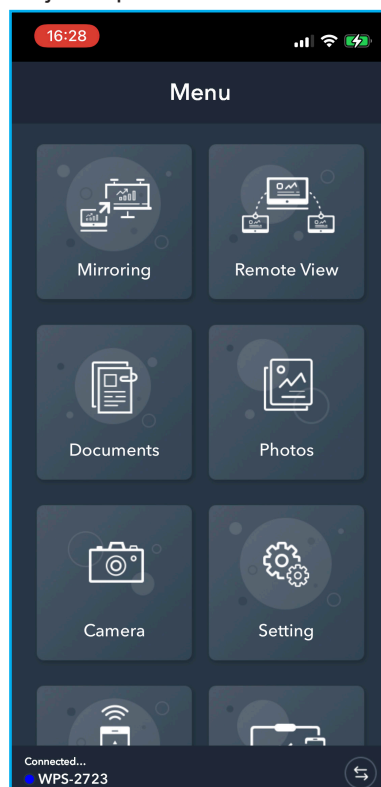 16:28
Menu
Mirroring
Remote View
Documents
Photos
Camera
Setting
Connected...
WPS-2723